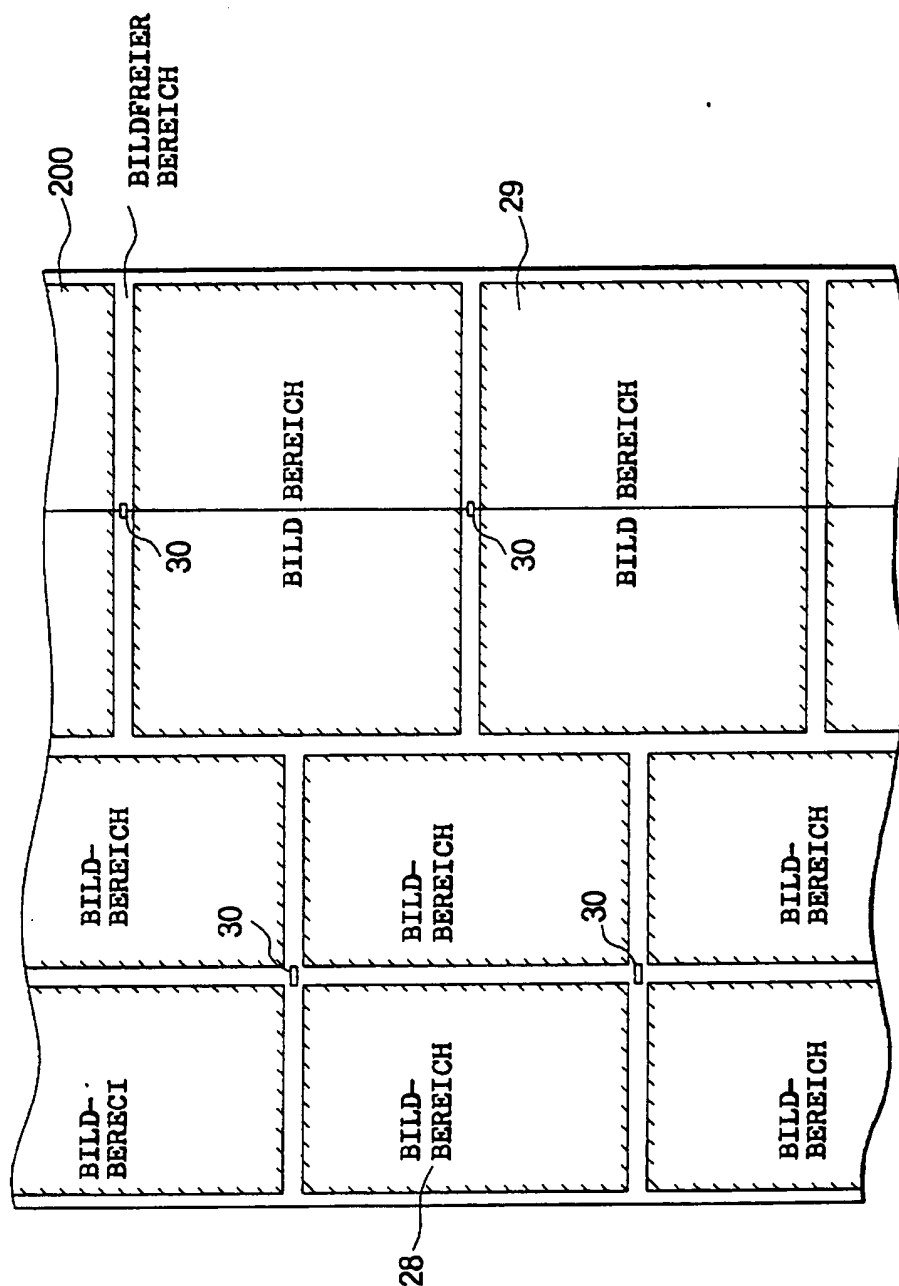 200
BILDFREIER
BEREICH
BILD-
BERECI
BILD-
BEREICH
30
30
BILD BEREICH
28
BILD-
BEREICH
BILD-
BEREICH
30
29
30
BILD BEREICH
BILD-
BEREICH
BILD-
BEREICH